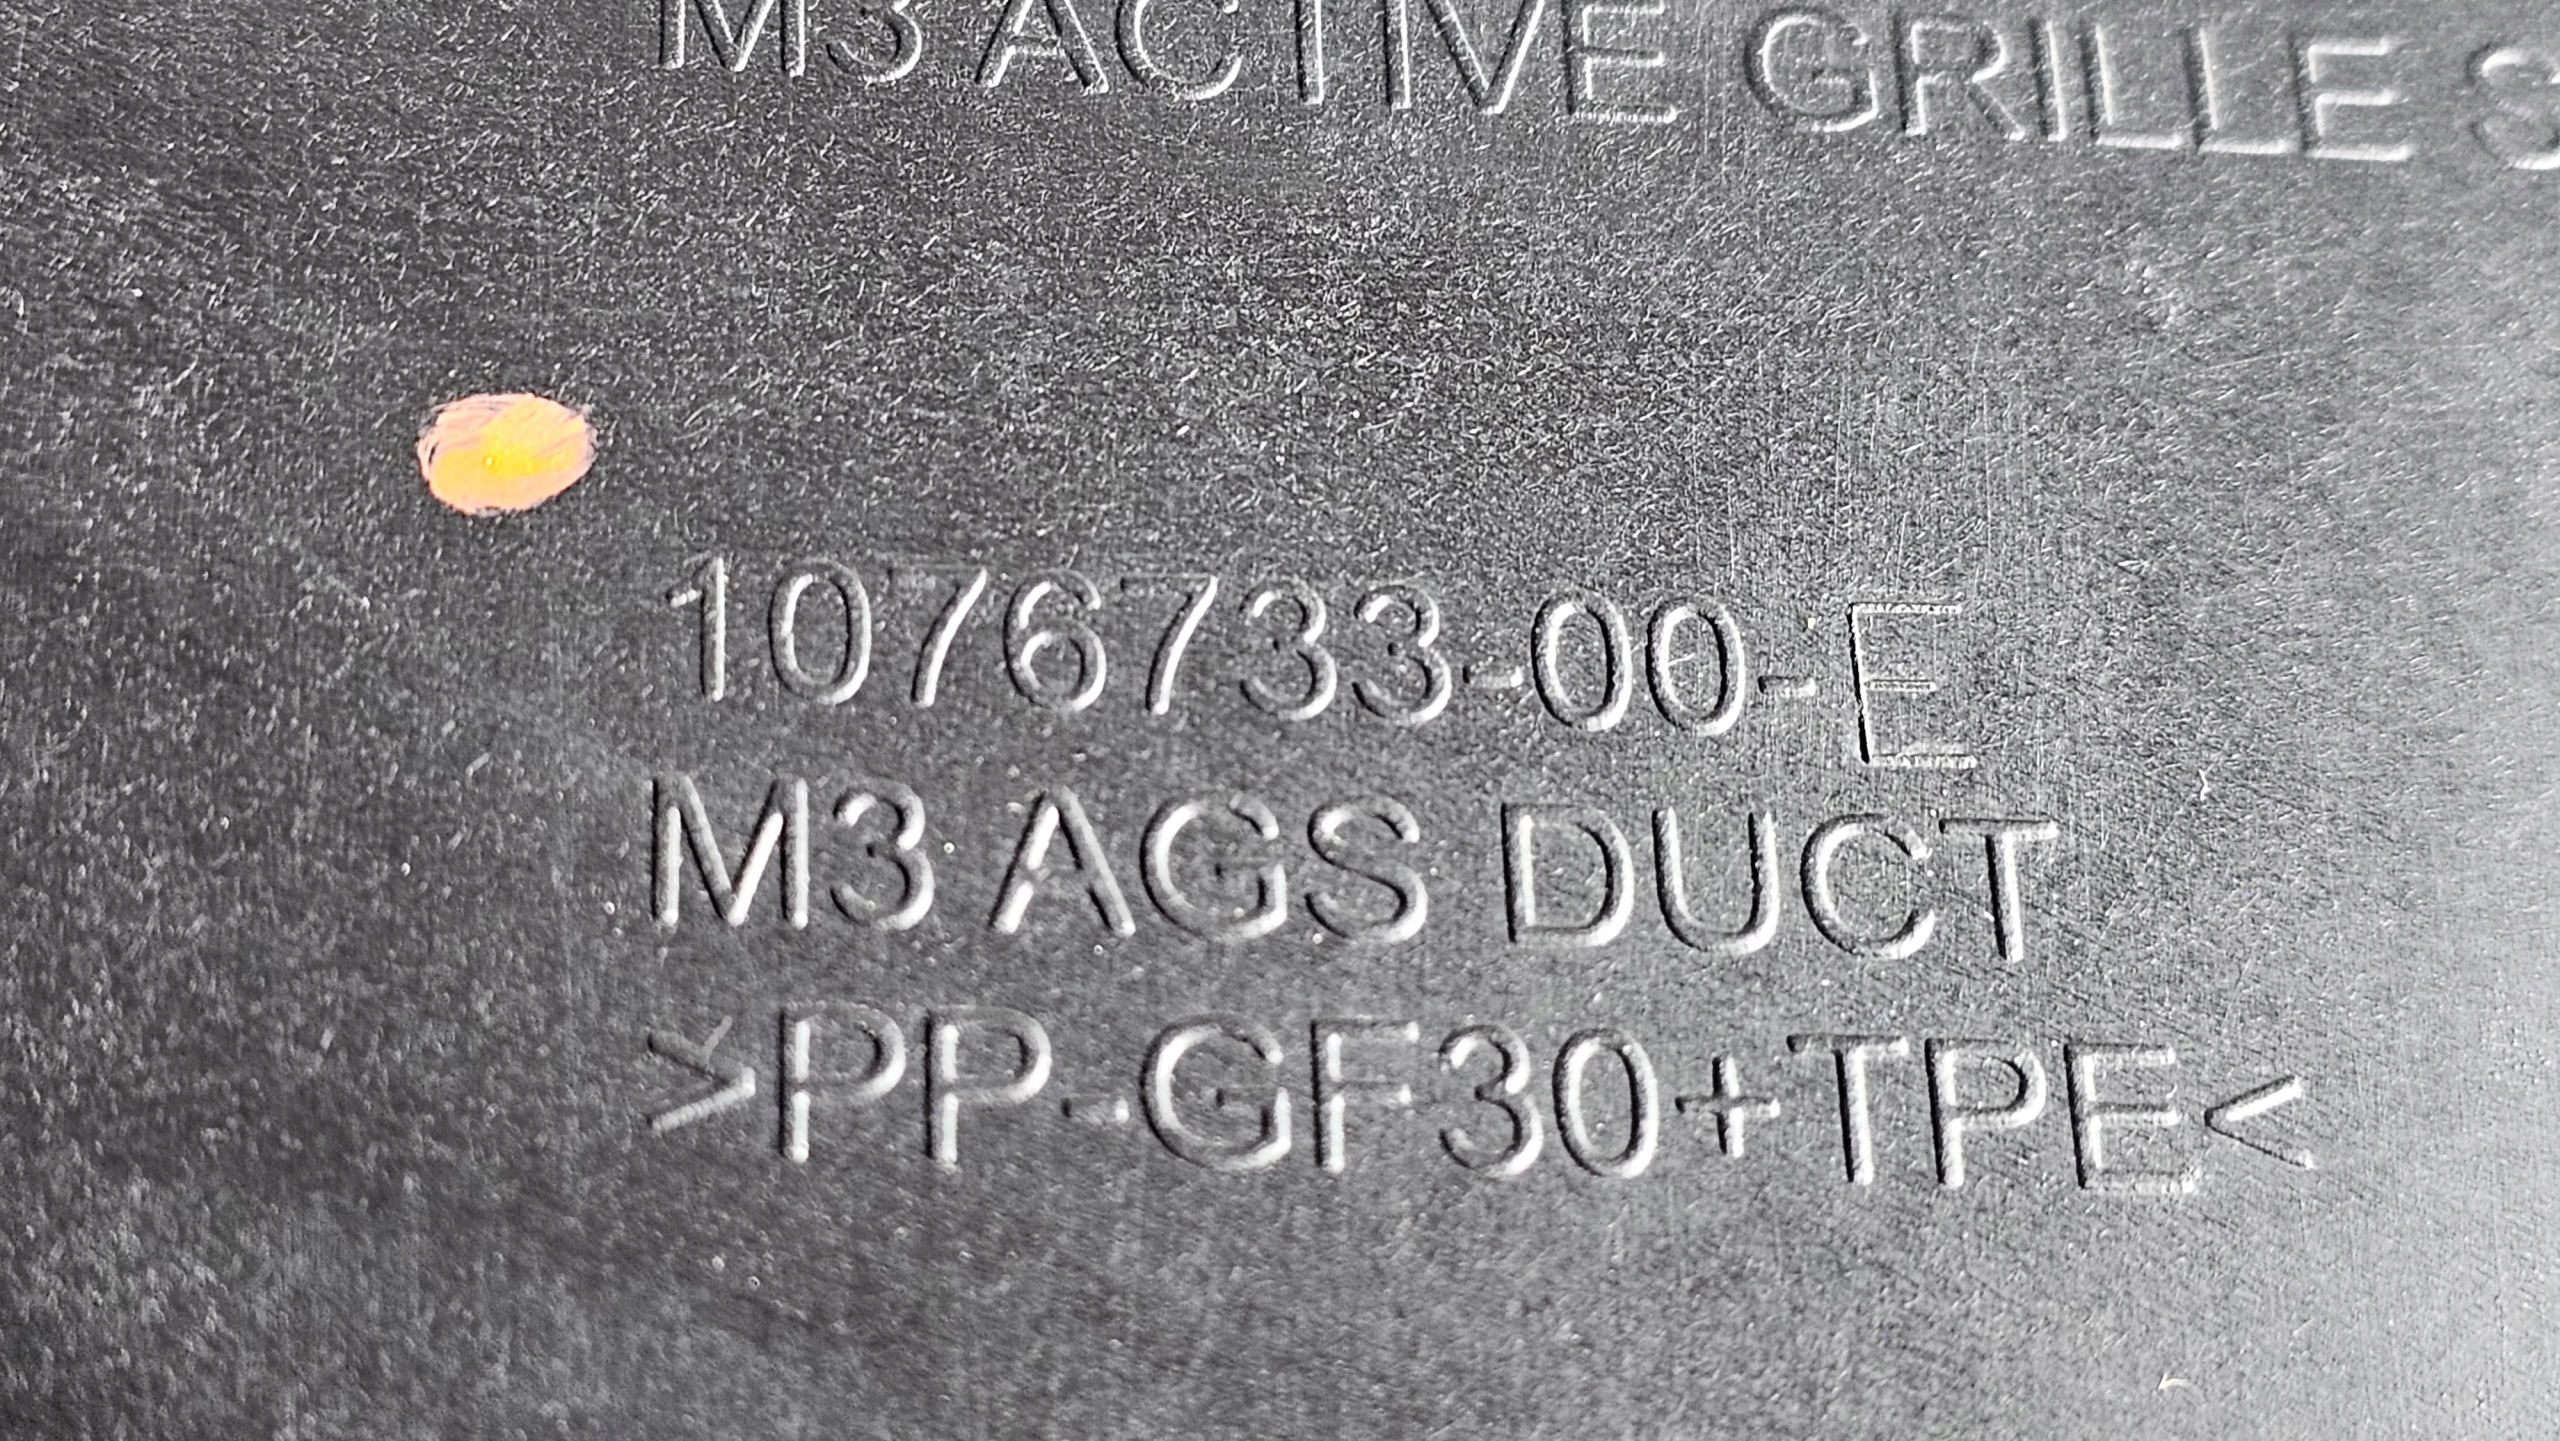 M3 ACTIVE GRILLE S
1076733-00-E
M3 AGS DUCT
>PP-GF30+TPE<